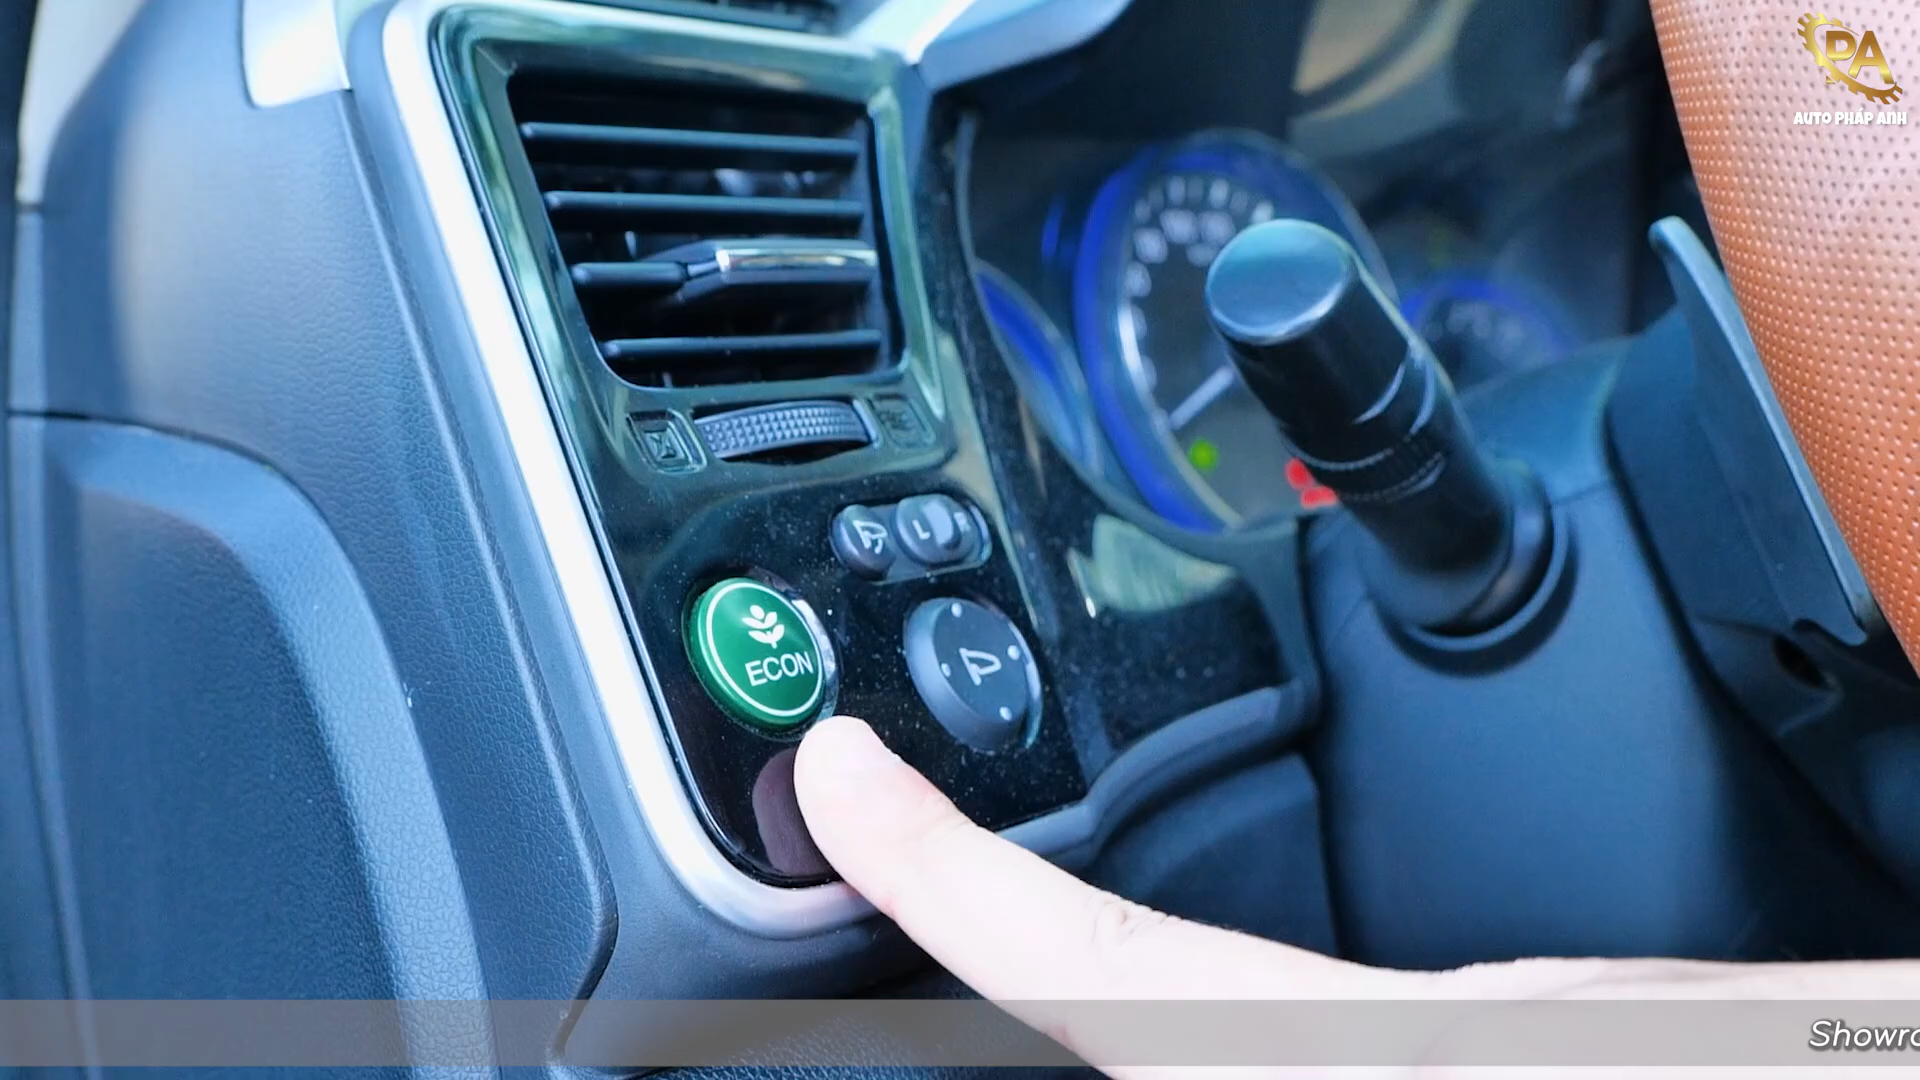 PA
AUTO PHÁP ANH
L
R
ECON
Showro